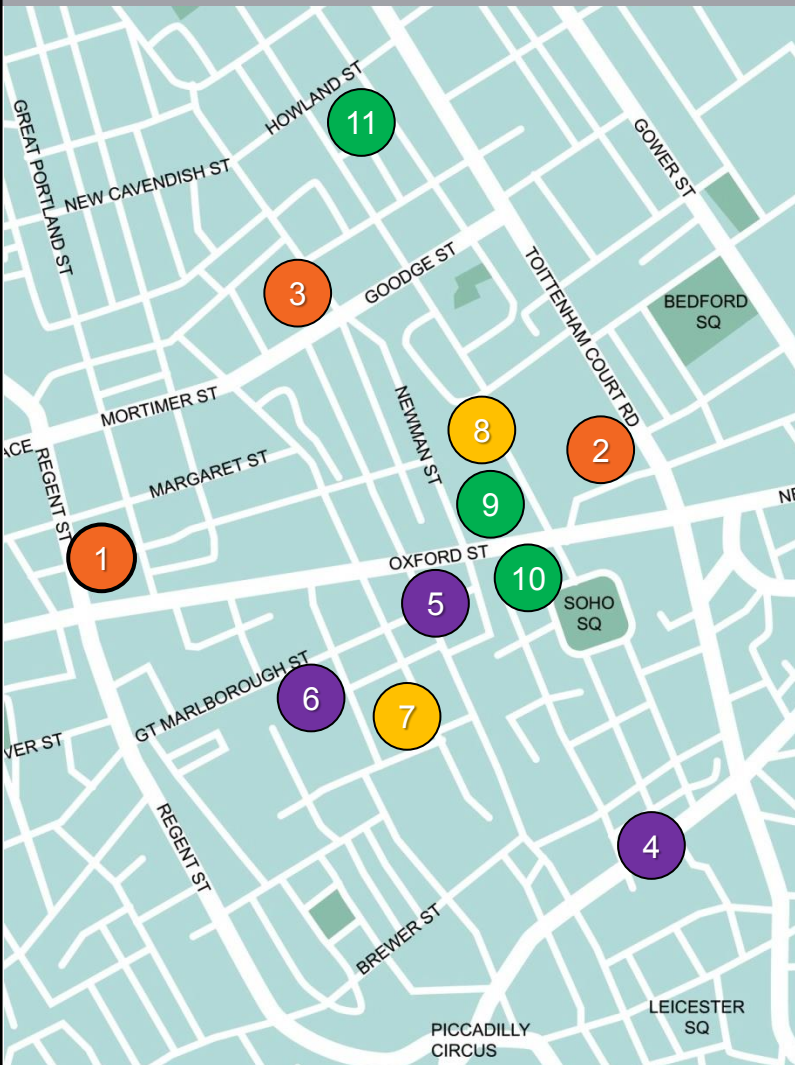 HOWLAND ST
11
GREAT PORTLAND ST
GOWER ST
NEW CAVENDISH ST
GOODGE ST
3
TOITTENHAM COURT RD
BEDFORD
SQ
MORTIMER ST
NEWMAN ST
8
2
ACE
REGENT ST
MARGARET ST
NE
9
1
OXFORD ST
10
5
SOHO
SQ
GT MARLBOROUGH ST
6
7
VER ST
REGENT ST
4
BREWER ST
LEICESTER
SQ
PICCADILLY
CIRCUS